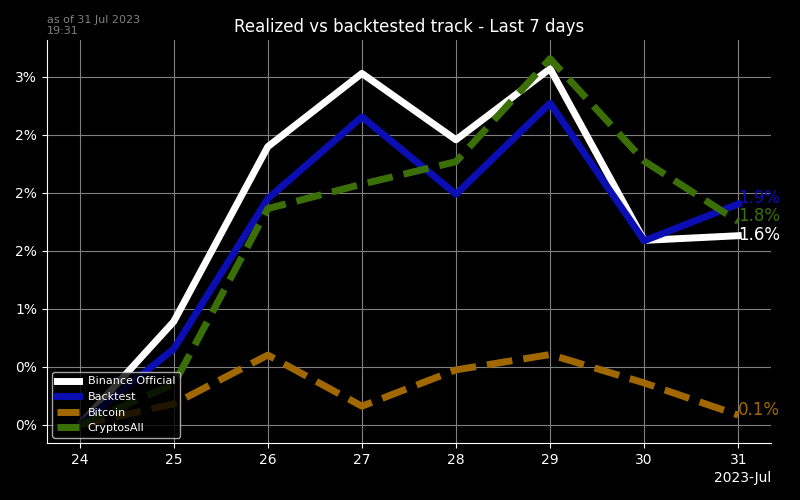 as of 31 Jul 2023
19:31
Realized vs backtested track - Last 7 days
3%
2%
2%
2%
1%
0%
0%
1.9%
1.8%
1.6%
0.1%
Binance Official
Backtest
Bitcoin
CryptosAll
24 25 26 27 28 29 30 31
2023-Jul